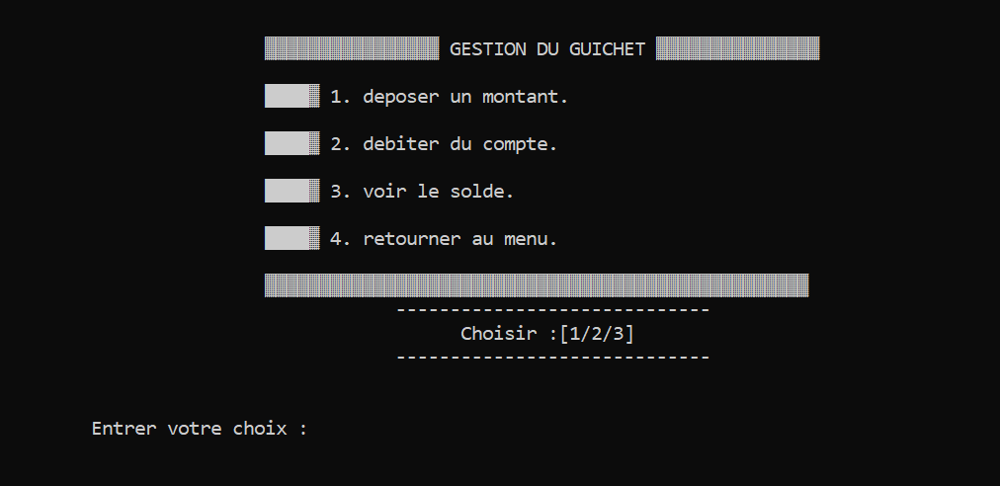 GESTION DU GUICHET
1. deposer un montant.
2. debiter du compte.
3. voir le solde.
4. retourner au menu.
-----------------------------
Choisir :[1/2/3]
-----------------------------
Entrer votre choix :